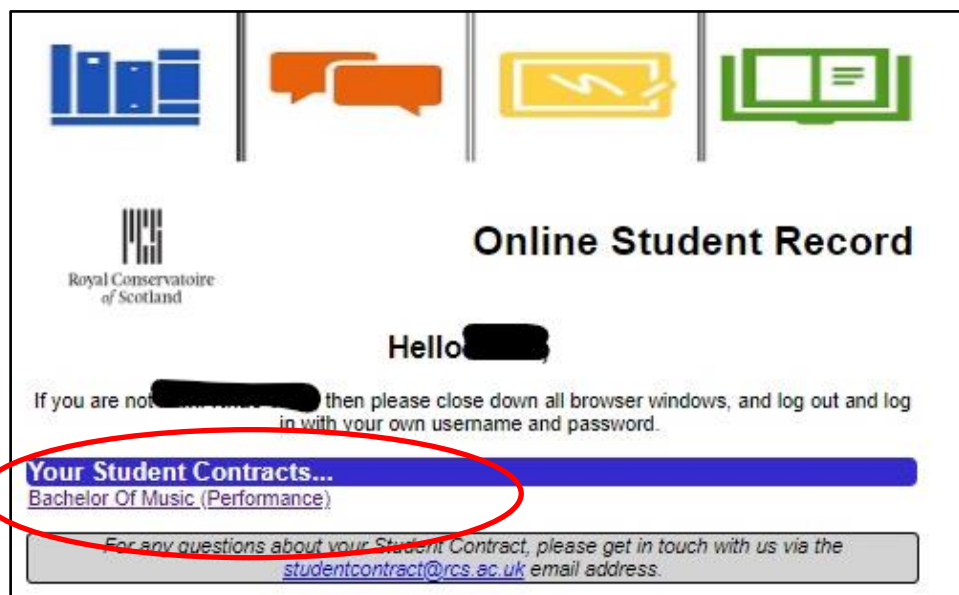 Royal Conservatoire
of Scotland
Online Student Record
Hello
If you are not then please close down all browser windows, and log out and log
in with your own username and password.
Your Student Contracts...
Bachelor Of Music (Performance)
For any questions about your Student Contract, please get in touch with us via the
studentcontract@rcs.ac.uk email address.